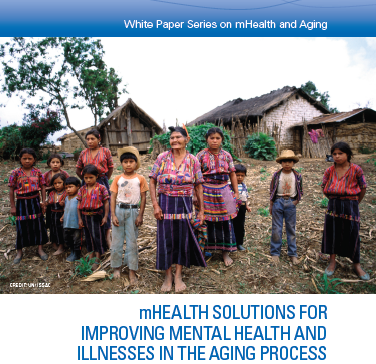 White Paper Series on mHealth and Aging
CREDIT: UN/ISSAC
mHEALTH SOLUTIONS FOR
IMPROVING MENTAL HEALTH AND
ILLNESSES IN THE AGING PROCESS